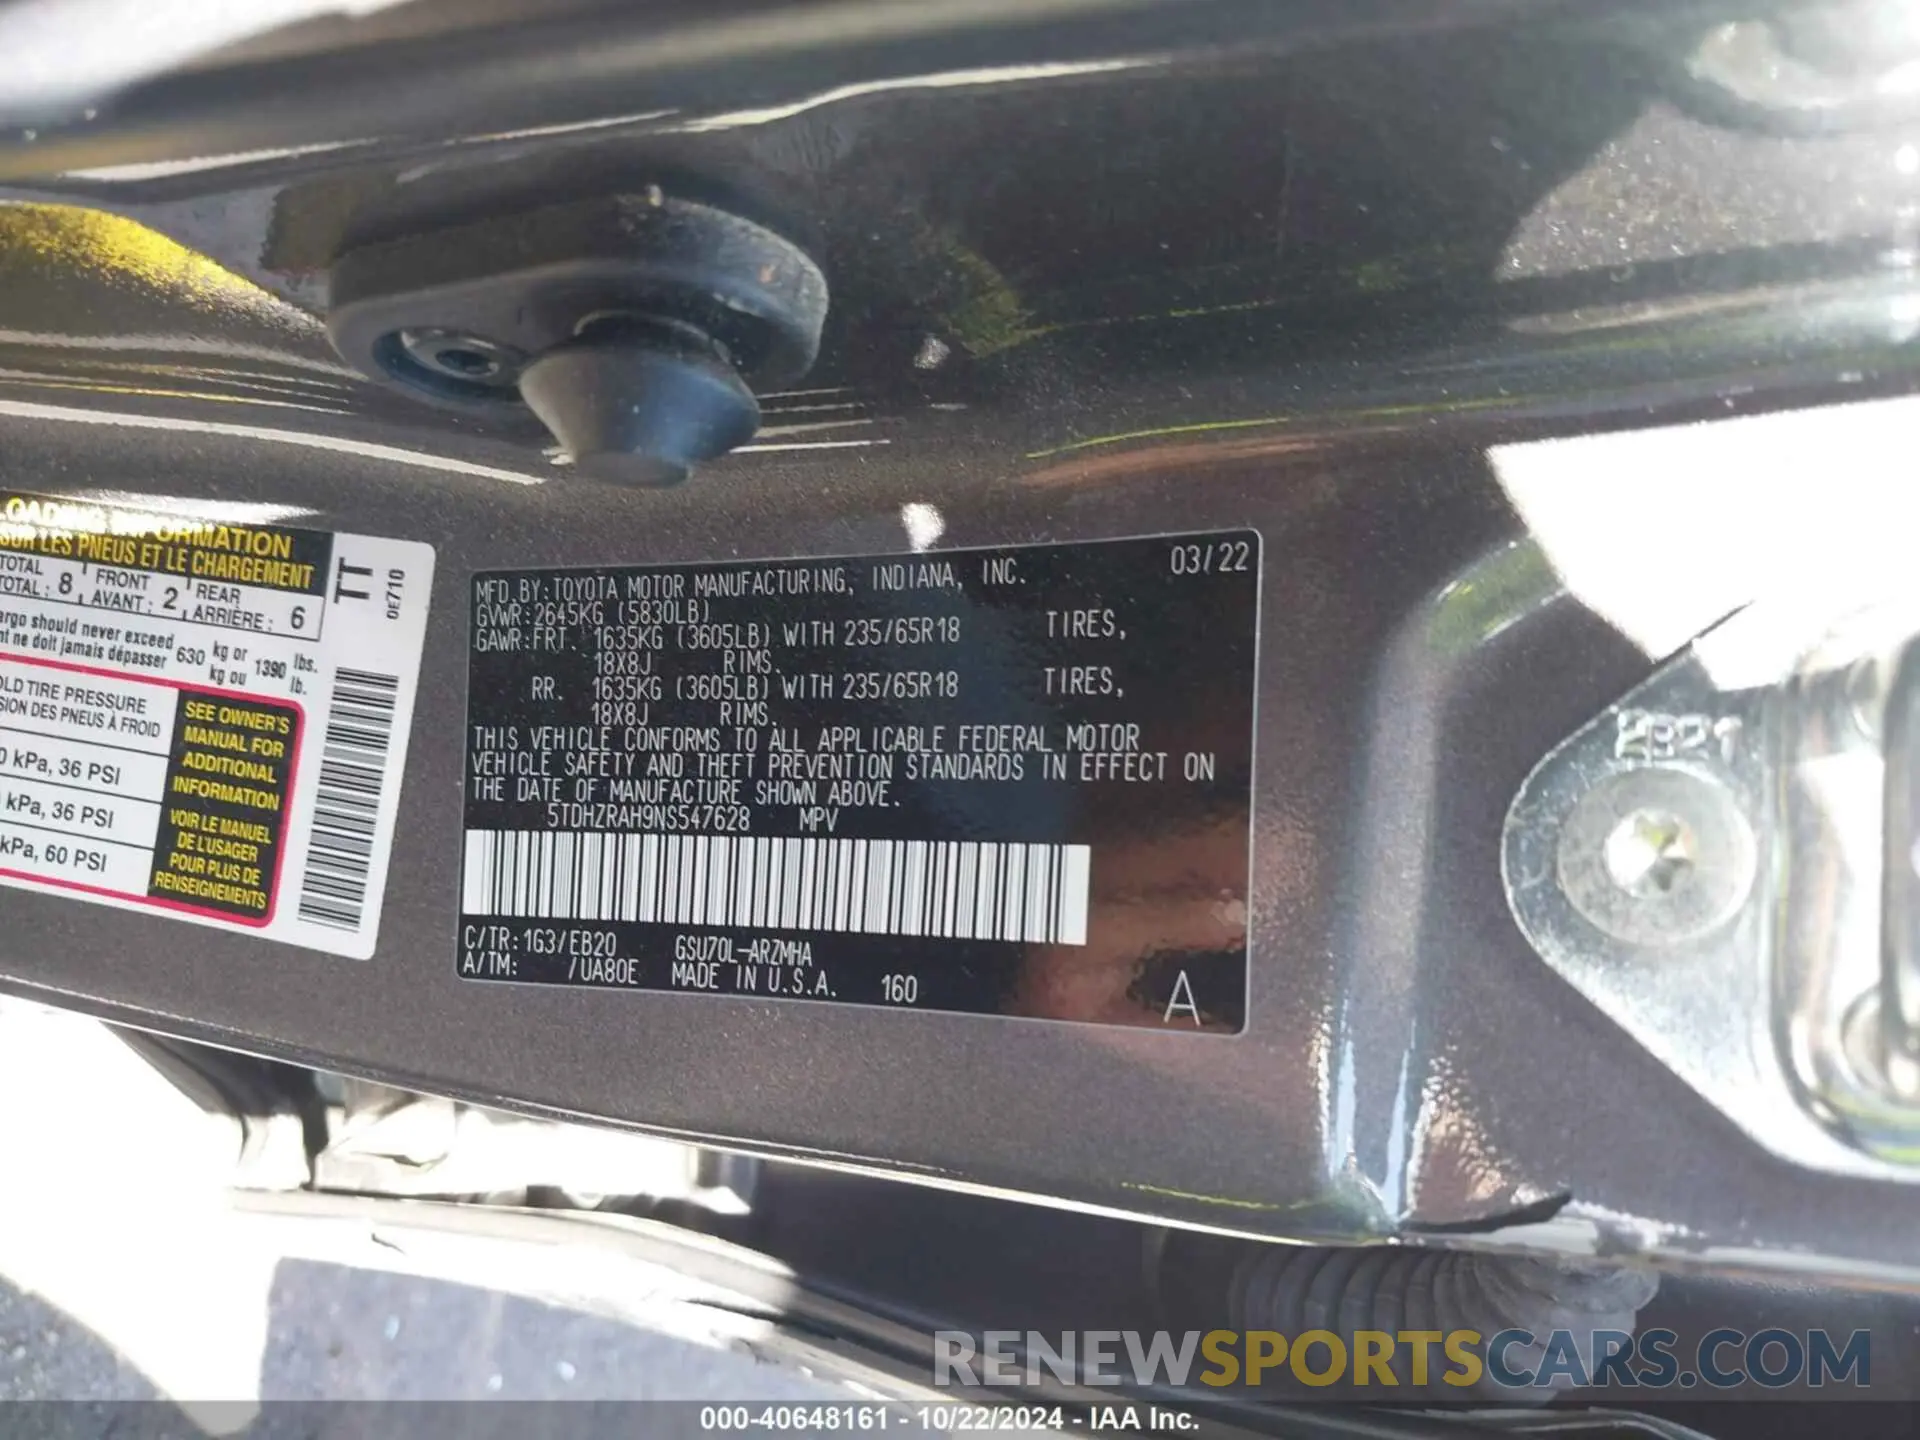 LOADING INFORMATION
SUR LES PNEUS ET LE CHARGEMENT
TOTAL FRONT REAR
TOTAL: 8 AVANT: 2 ARRIÈRE: 6
argo should never exceed 630 kg or 1390 lbs.
nt ne doit jamais dépasser kg ou lb.
OLD TIRE PRESSURE
SION DES PNEUS À FROID
0 kPa, 36 PSI
kPa, 36 PSI
kPa, 60 PSI
SEE OWNER'S
MANUAL FOR
ADDITIONAL
INFORMATION
VOIR LE MANUEL
DE L'USAGER
POUR PLUS DE
RENSEIGNEMENTS
TT
0E710
MFD.BY:TOYOTA MOTOR MANUFACTURING, INDIANA, INC. 03/22
GVWR:2645KG (5830LB)
GAWR:FRT. 1635KG (3605LB) WITH 235/65R18 TIRES,
18X8J RIMS.
RR. 1635KG (3605LB) WITH 235/65R18 TIRES,
18X8J RIMS.
THIS VEHICLE CONFORMS TO ALL APPLICABLE FEDERAL MOTOR
VEHICLE SAFETY AND THEFT PREVENTION STANDARDS IN EFFECT ON
THE DATE OF MANUFACTURE SHOWN ABOVE.
5TDHZRAH9NS547628 MPV
C/TR:1G3/EB20 GSU70L-ARZMHA
A/TM: /UA80E MADE IN U.S.A. 160
A
2B21
RENEWSPORTSCARS.COM
000-40648161 - 10/22/2024 - IAA Inc.